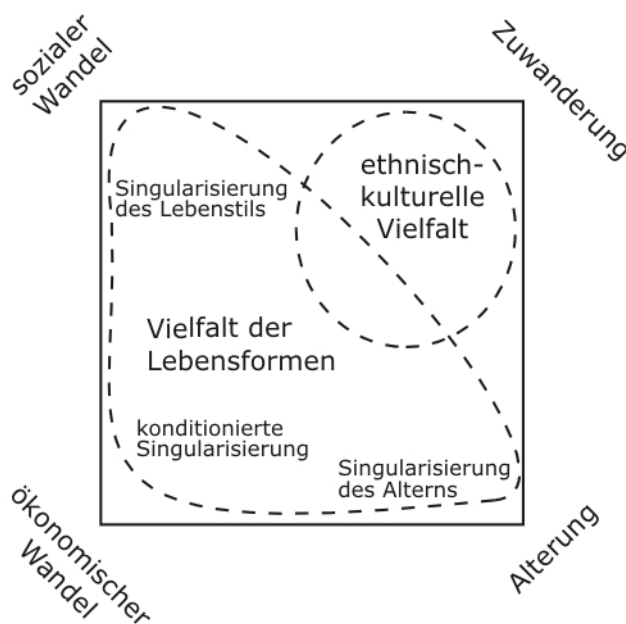 sozialer
Wandel
Zuwanderung
ethnisch-
kulturelle
Vielfalt
Singularisierung
des Lebenstils
Vielfalt der
Lebensformen
konditionierte
Singularisierung
Singularisierung
des Alterns
ökonomischer
Wandel
Alterung